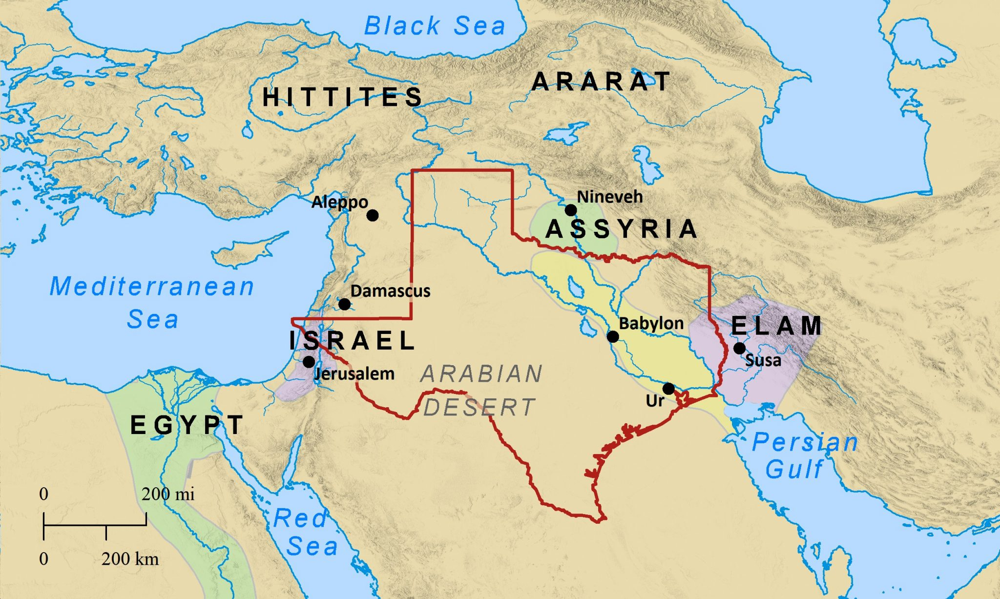 Black Sea
ARARAT
HITTITES
Nineveh
Aleppo
ASSYRIA
Mediterranean
Sea
Damascus
Babylon
ELAM
ISRAEL
Susa
Jerusalem
ARABIAN
DESERT
Ur
EGYPT
Persian
Gulf
0 200 mi
Red
Sea
0 200 km